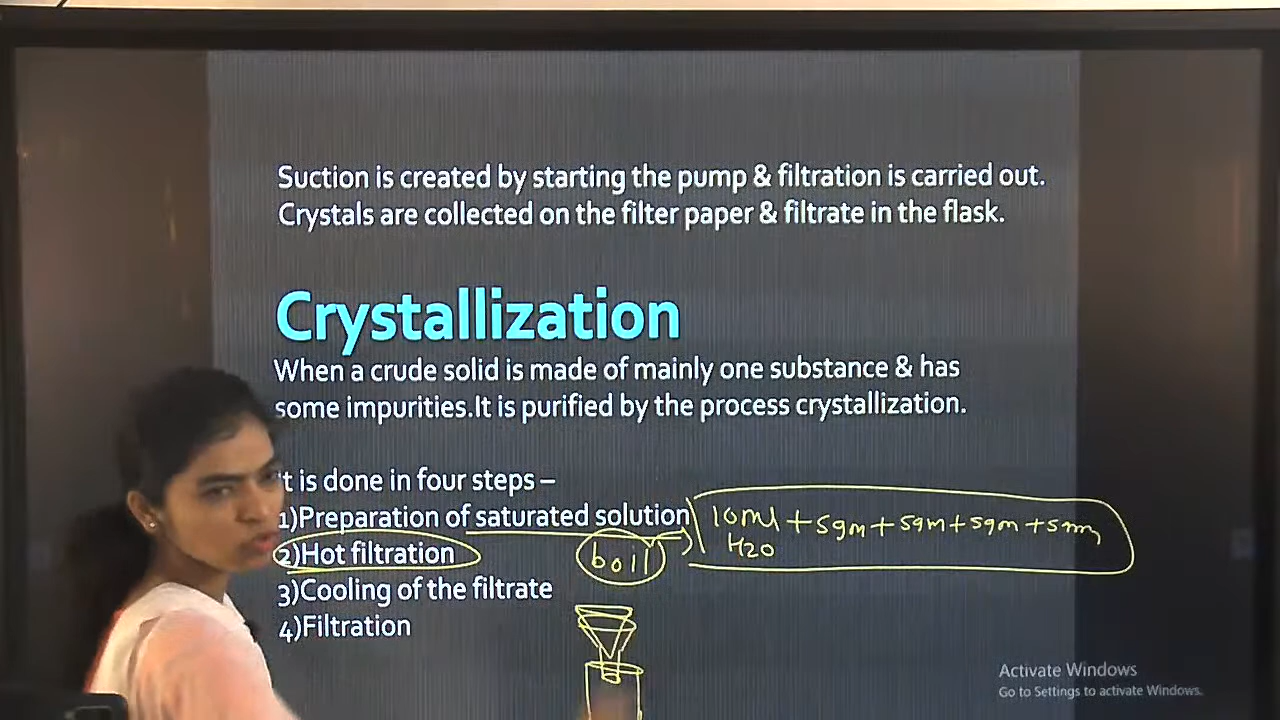 Suction is created by starting the pump & filtration is carried out.
Crystals are collected on the filter paper & filtrate in the flask.
Crystallization
When a crude solid is made of mainly one substance & has
some impurities.It is purified by the process crystallization.
t is done in four steps –
1)Preparation of saturated solution
10ml + 5gm + 5gm + 5gm + 5gm
H2O
2)Hot filtration
boil
3)Cooling of the filtrate
4)Filtration
Activate Windows
Go to Settings to activate Windows.